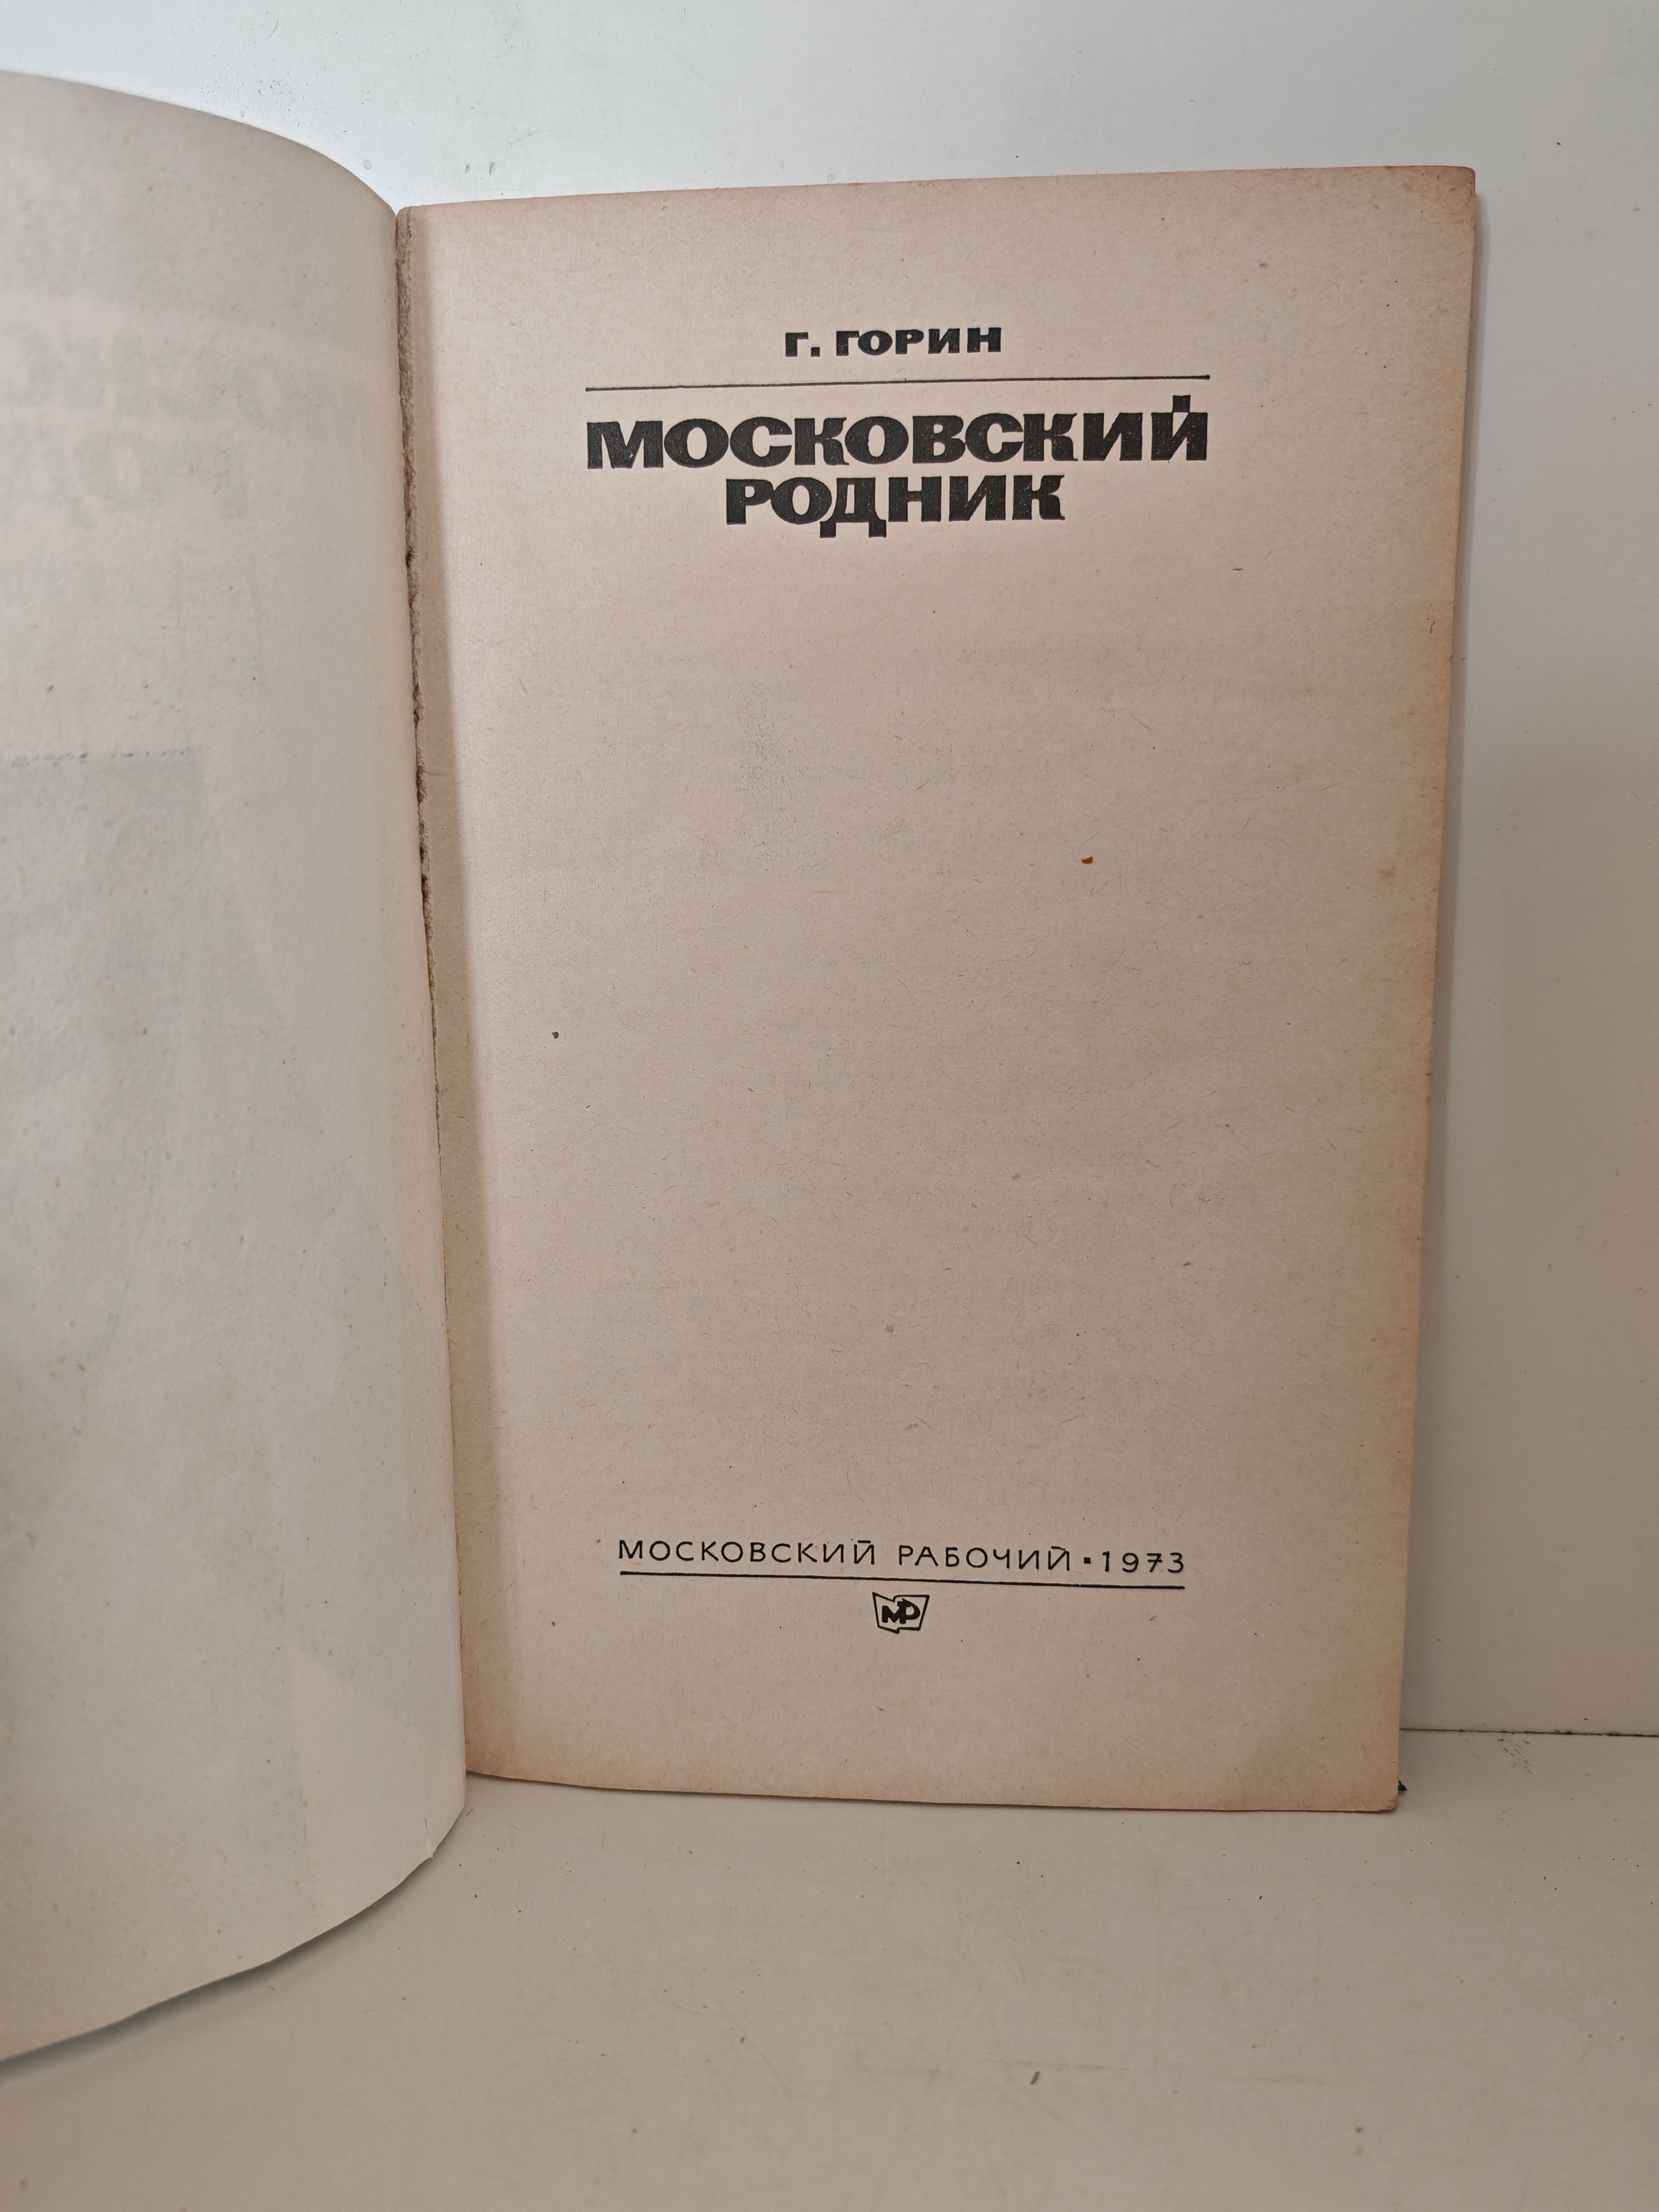 Г. ГОРИН
МОСКОВСКИЙ
РОДНИК
МОСКОВСКИЙ РАБОЧИЙ · 1973
МР